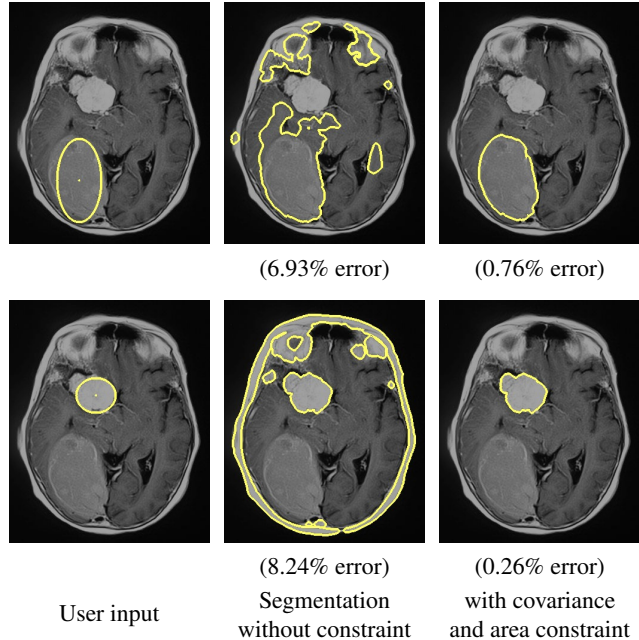 (6.93% error)
(0.76% error)
(8.24% error)
(0.26% error)
User input
Segmentation
without constraint
with covariance
and area constraint